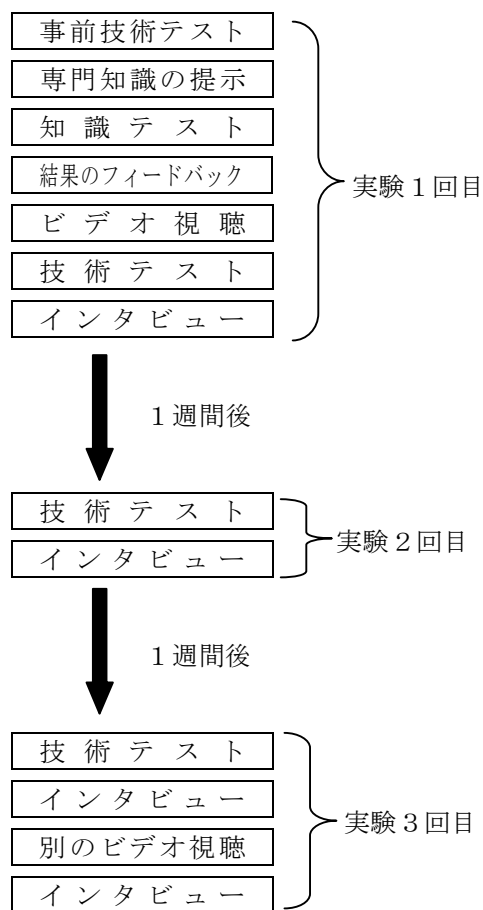 事前技術テスト
専門知識の提示
知識テスト
結果のフィードバック
ビデオ視聴
技術テスト
インタビュー
実験1回目
1週間後
技術テスト
インタビュー
実験2回目
1週間後
技術テスト
インタビュー
別のビデオ視聴
インタビュー
実験3回目